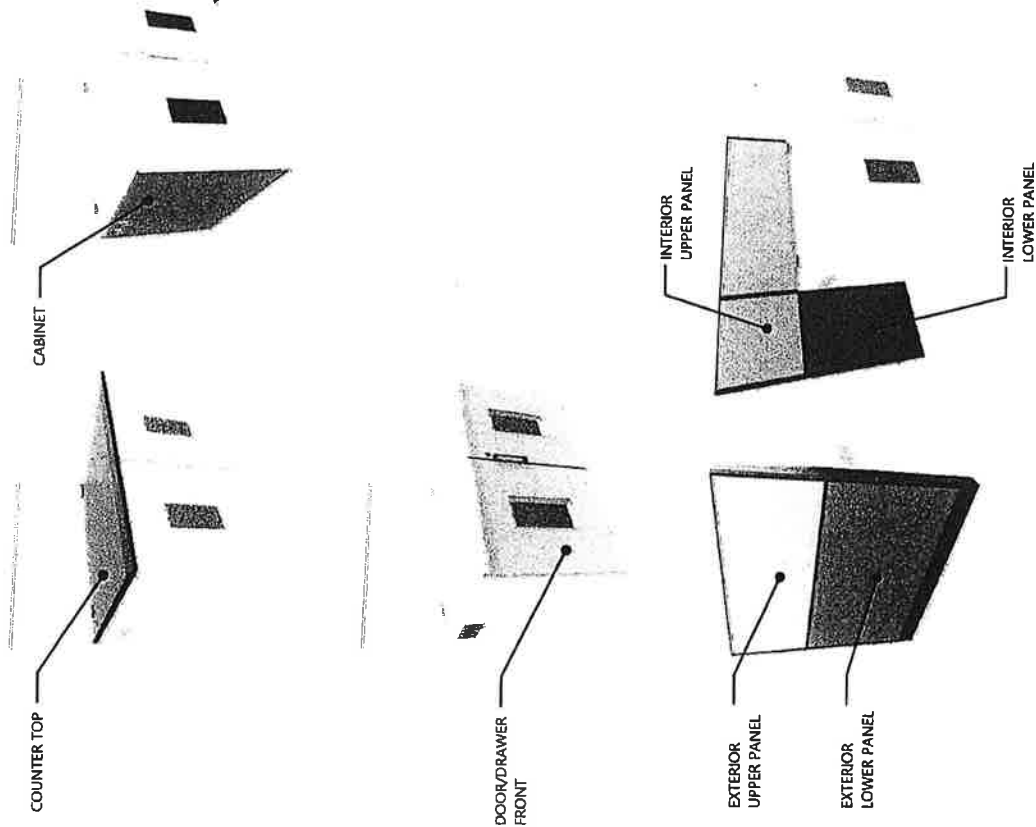 COUNTER TOP
CABINET
DOOR/DRAWER
FRONT
EXTERIOR
UPPER PANEL
EXTERIOR
LOWER PANEL
INTERIOR
UPPER PANEL
INTERIOR
LOWER PANEL